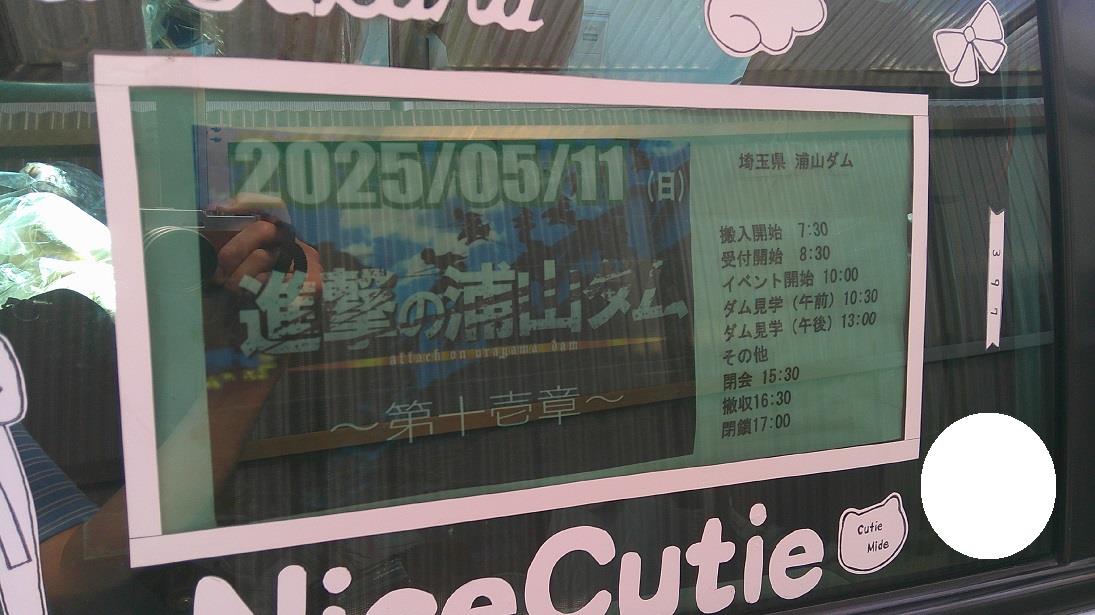 Sakura
2025/05/11 (日)
進撃の浦山ダム
attach on urayama dam
～第十壱章～
埼玉県 浦山ダム
搬入開始 7:30
受付開始 8:30
イベント開始 10:00
ダム見学 (午前) 10:30
ダム見学 (午後) 13:00
その他
閉会 15:30
撤収16:30
閉鎖17:00
397
NiceCutie
Cutie
Mide